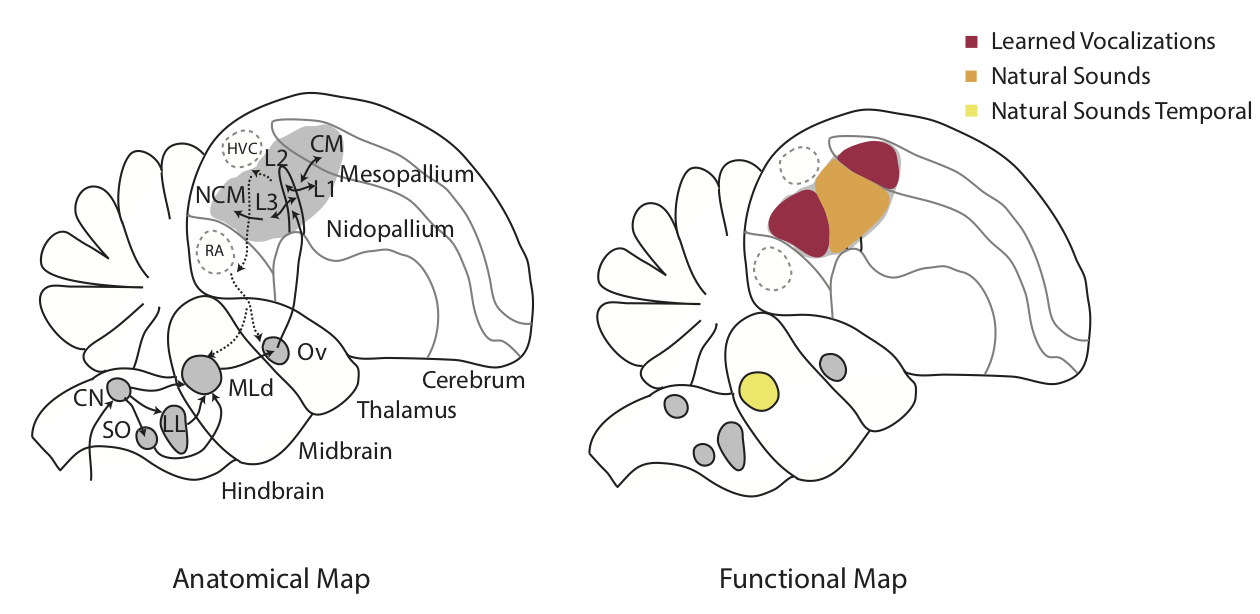 Learned Vocalizations
Natural Sounds
Natural Sounds Temporal
HVC
L2
CM
Mesopallium
NCM
L3
L1
Nidopallium
RA
Ov
MLd
Cerebrum
CN
Thalamus
SO
LL
Midbrain
Hindbrain
Anatomical Map
Functional Map